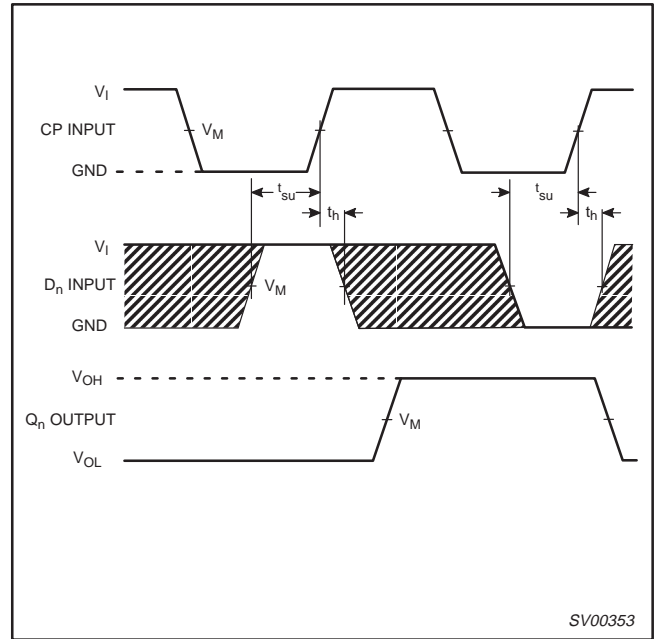 V_I
CP INPUT
V_M
GND
t_su
t_su
t_h
t_h
V_I
D_n INPUT
V_M
GND
V_OH
Q_n OUTPUT
V_M
V_OL
SV00353